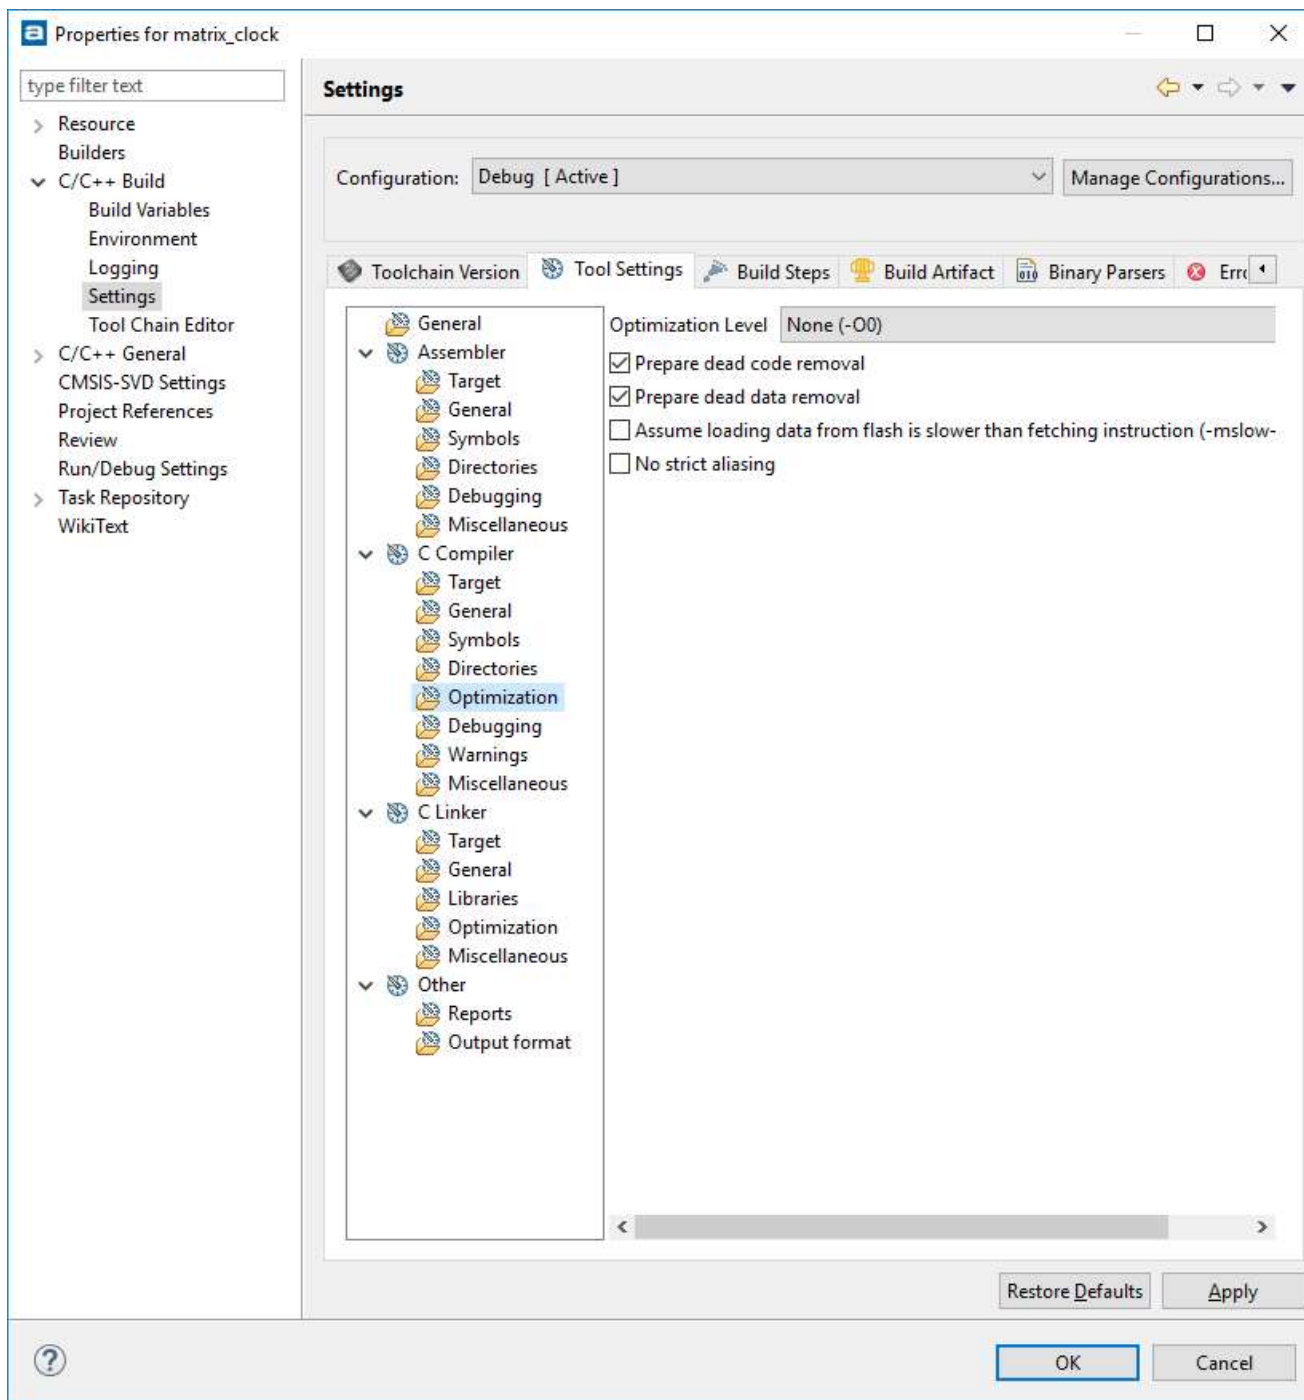 Properties for matrix_clock
type filter text
Resource
Builders
C/C++ Build
Build Variables
Environment
Logging
Settings
Tool Chain Editor
C/C++ General
CMSIS-SVD Settings
Project References
Review
Run/Debug Settings
Task Repository
WikiText
Settings
Configuration: Debug [ Active ] Manage Configurations...
Toolchain Version Tool Settings Build Steps Build Artifact Binary Parsers Erro
General
Assembler
Target
General
Symbols
Directories
Debugging
Miscellaneous
C Compiler
Target
General
Symbols
Directories
Optimization
Debugging
Warnings
Miscellaneous
C Linker
Target
General
Libraries
Optimization
Miscellaneous
Other
Reports
Output format
Optimization Level None (-O0)
Prepare dead code removal
Prepare dead data removal
Assume loading data from flash is slower than fetching instruction (-mslow-
No strict aliasing
Restore Defaults Apply
OK Cancel